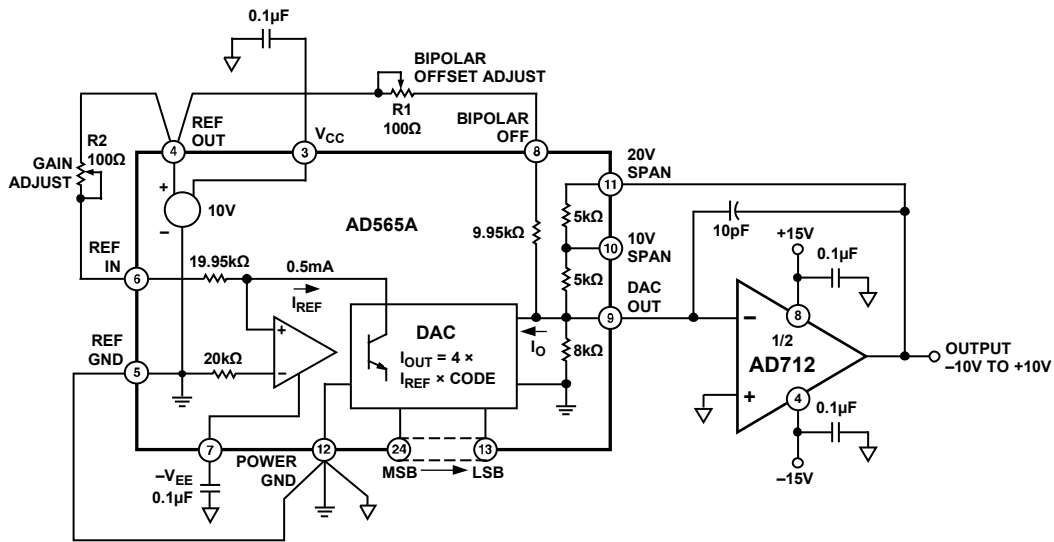 0.1µF
BIPOLAR
OFFSET ADJUST
R1
100Ω
R2
100Ω
GAIN
ADJUST
REF
OUT
VCC
BIPOLAR
OFF
20V
SPAN
4
3
8
11
+
–
10V
AD565A
9.95kΩ
5kΩ
10
10V
SPAN
5kΩ
10pF
+15V
0.1µF
REF
IN
6
19.95kΩ
0.5mA
IREF
DAC
OUT
9
IO
8kΩ
DAC
IOUT = 4 ×
IREF × CODE
+
–
REF
GND
5
20kΩ
–
+
8
1/2
AD712
4
OUTPUT
–10V TO +10V
0.1µF
–15V
7
12
24
13
–VEE
0.1µF
POWER
GND
MSB
LSB